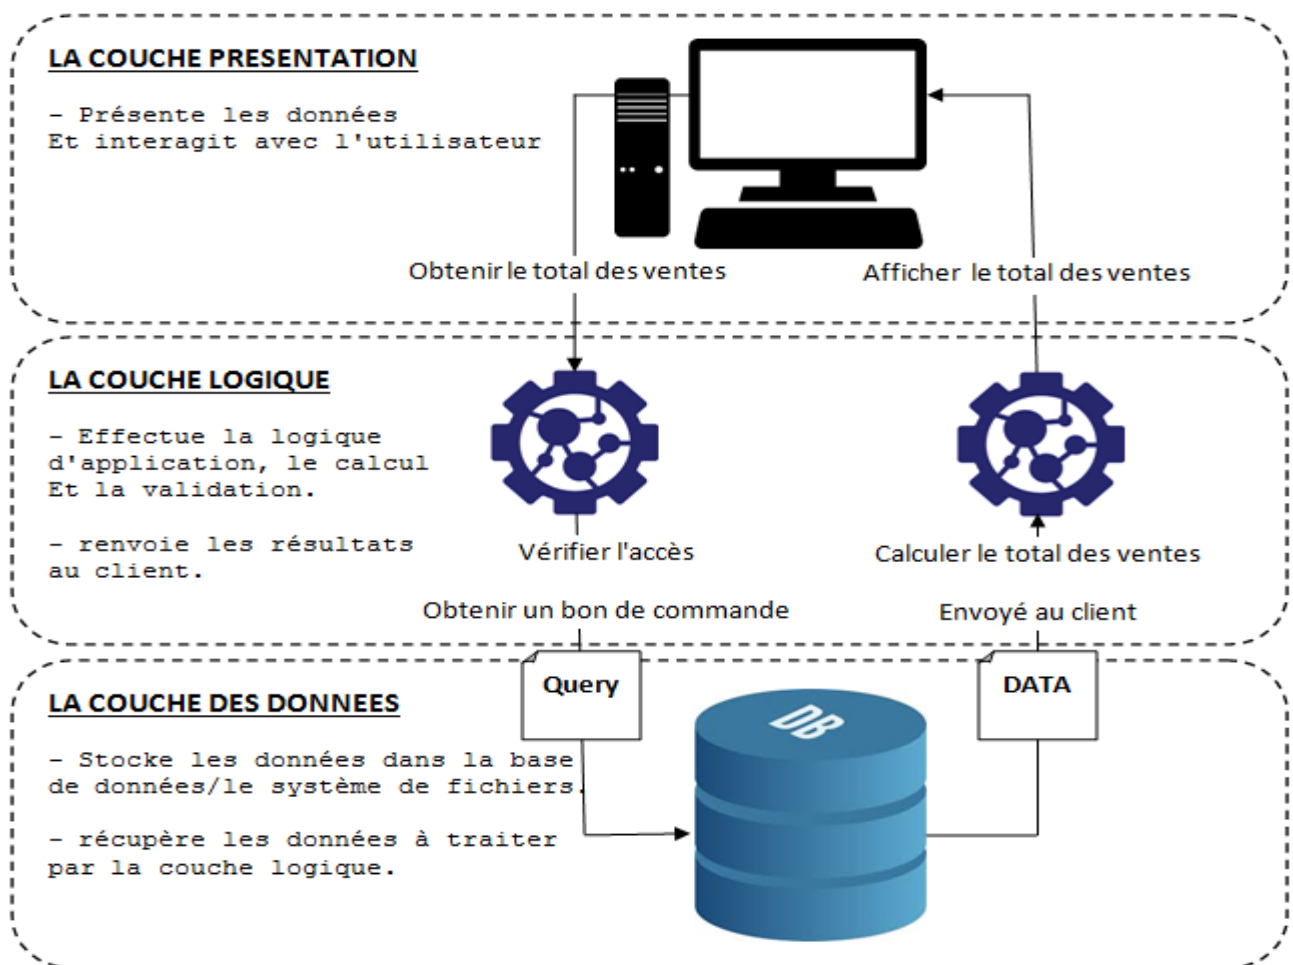 LA COUCHE PRESENTATION
- Présente les données
Et interagit avec l'utilisateur
Obtenir le total des ventes
Afficher le total des ventes
LA COUCHE LOGIQUE
- Effectue la logique
d'application, le calcul
Et la validation.
- renvoie les résultats
au client.
Vérifier l'accès
Calculer le total des ventes
Obtenir un bon de commande
Envoyé au client
Query
DATA
LA COUCHE DES DONNEES
DB
- Stocke les données dans la base
de données/le système de fichiers.
- récupère les données à traiter
par la couche logique.